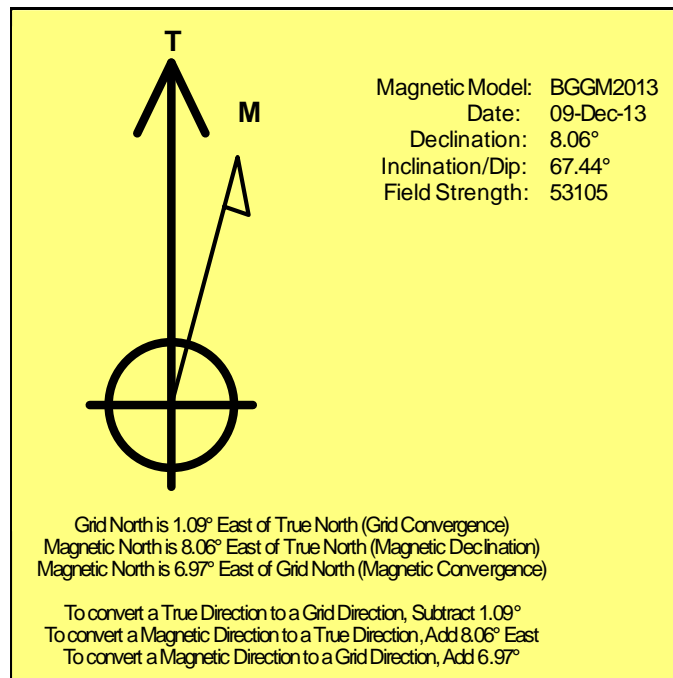 T
M
Magnetic Model: BGGM2013
Date: 09-Dec-13
Declination: 8.06°
Inclination/Dip: 67.44°
Field Strength: 53105
Grid North is 1.09° East of True North (Grid Convergence)
Magnetic North is 8.06° East of True North (Magnetic Declination)
Magnetic North is 6.97° East of Grid North (Magnetic Convergence)
To convert a True Direction to a Grid Direction, Subtract 1.09°
To convert a Magnetic Direction to a True Direction, Add 8.06° East
To convert a Magnetic Direction to a Grid Direction, Add 6.97°